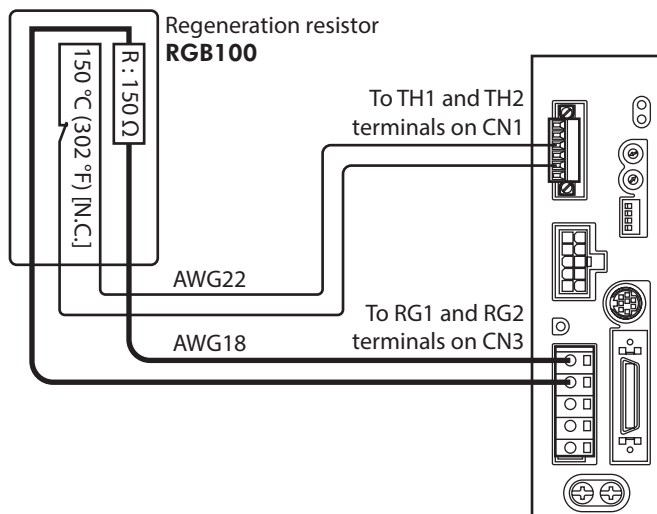 Regeneration resistor
RGB100
R : 150 Ω
150 °C (302 °F) [N.C.]
To TH1 and TH2
terminals on CN1
AWG22
To RG1 and RG2
terminals on CN3
AWG18